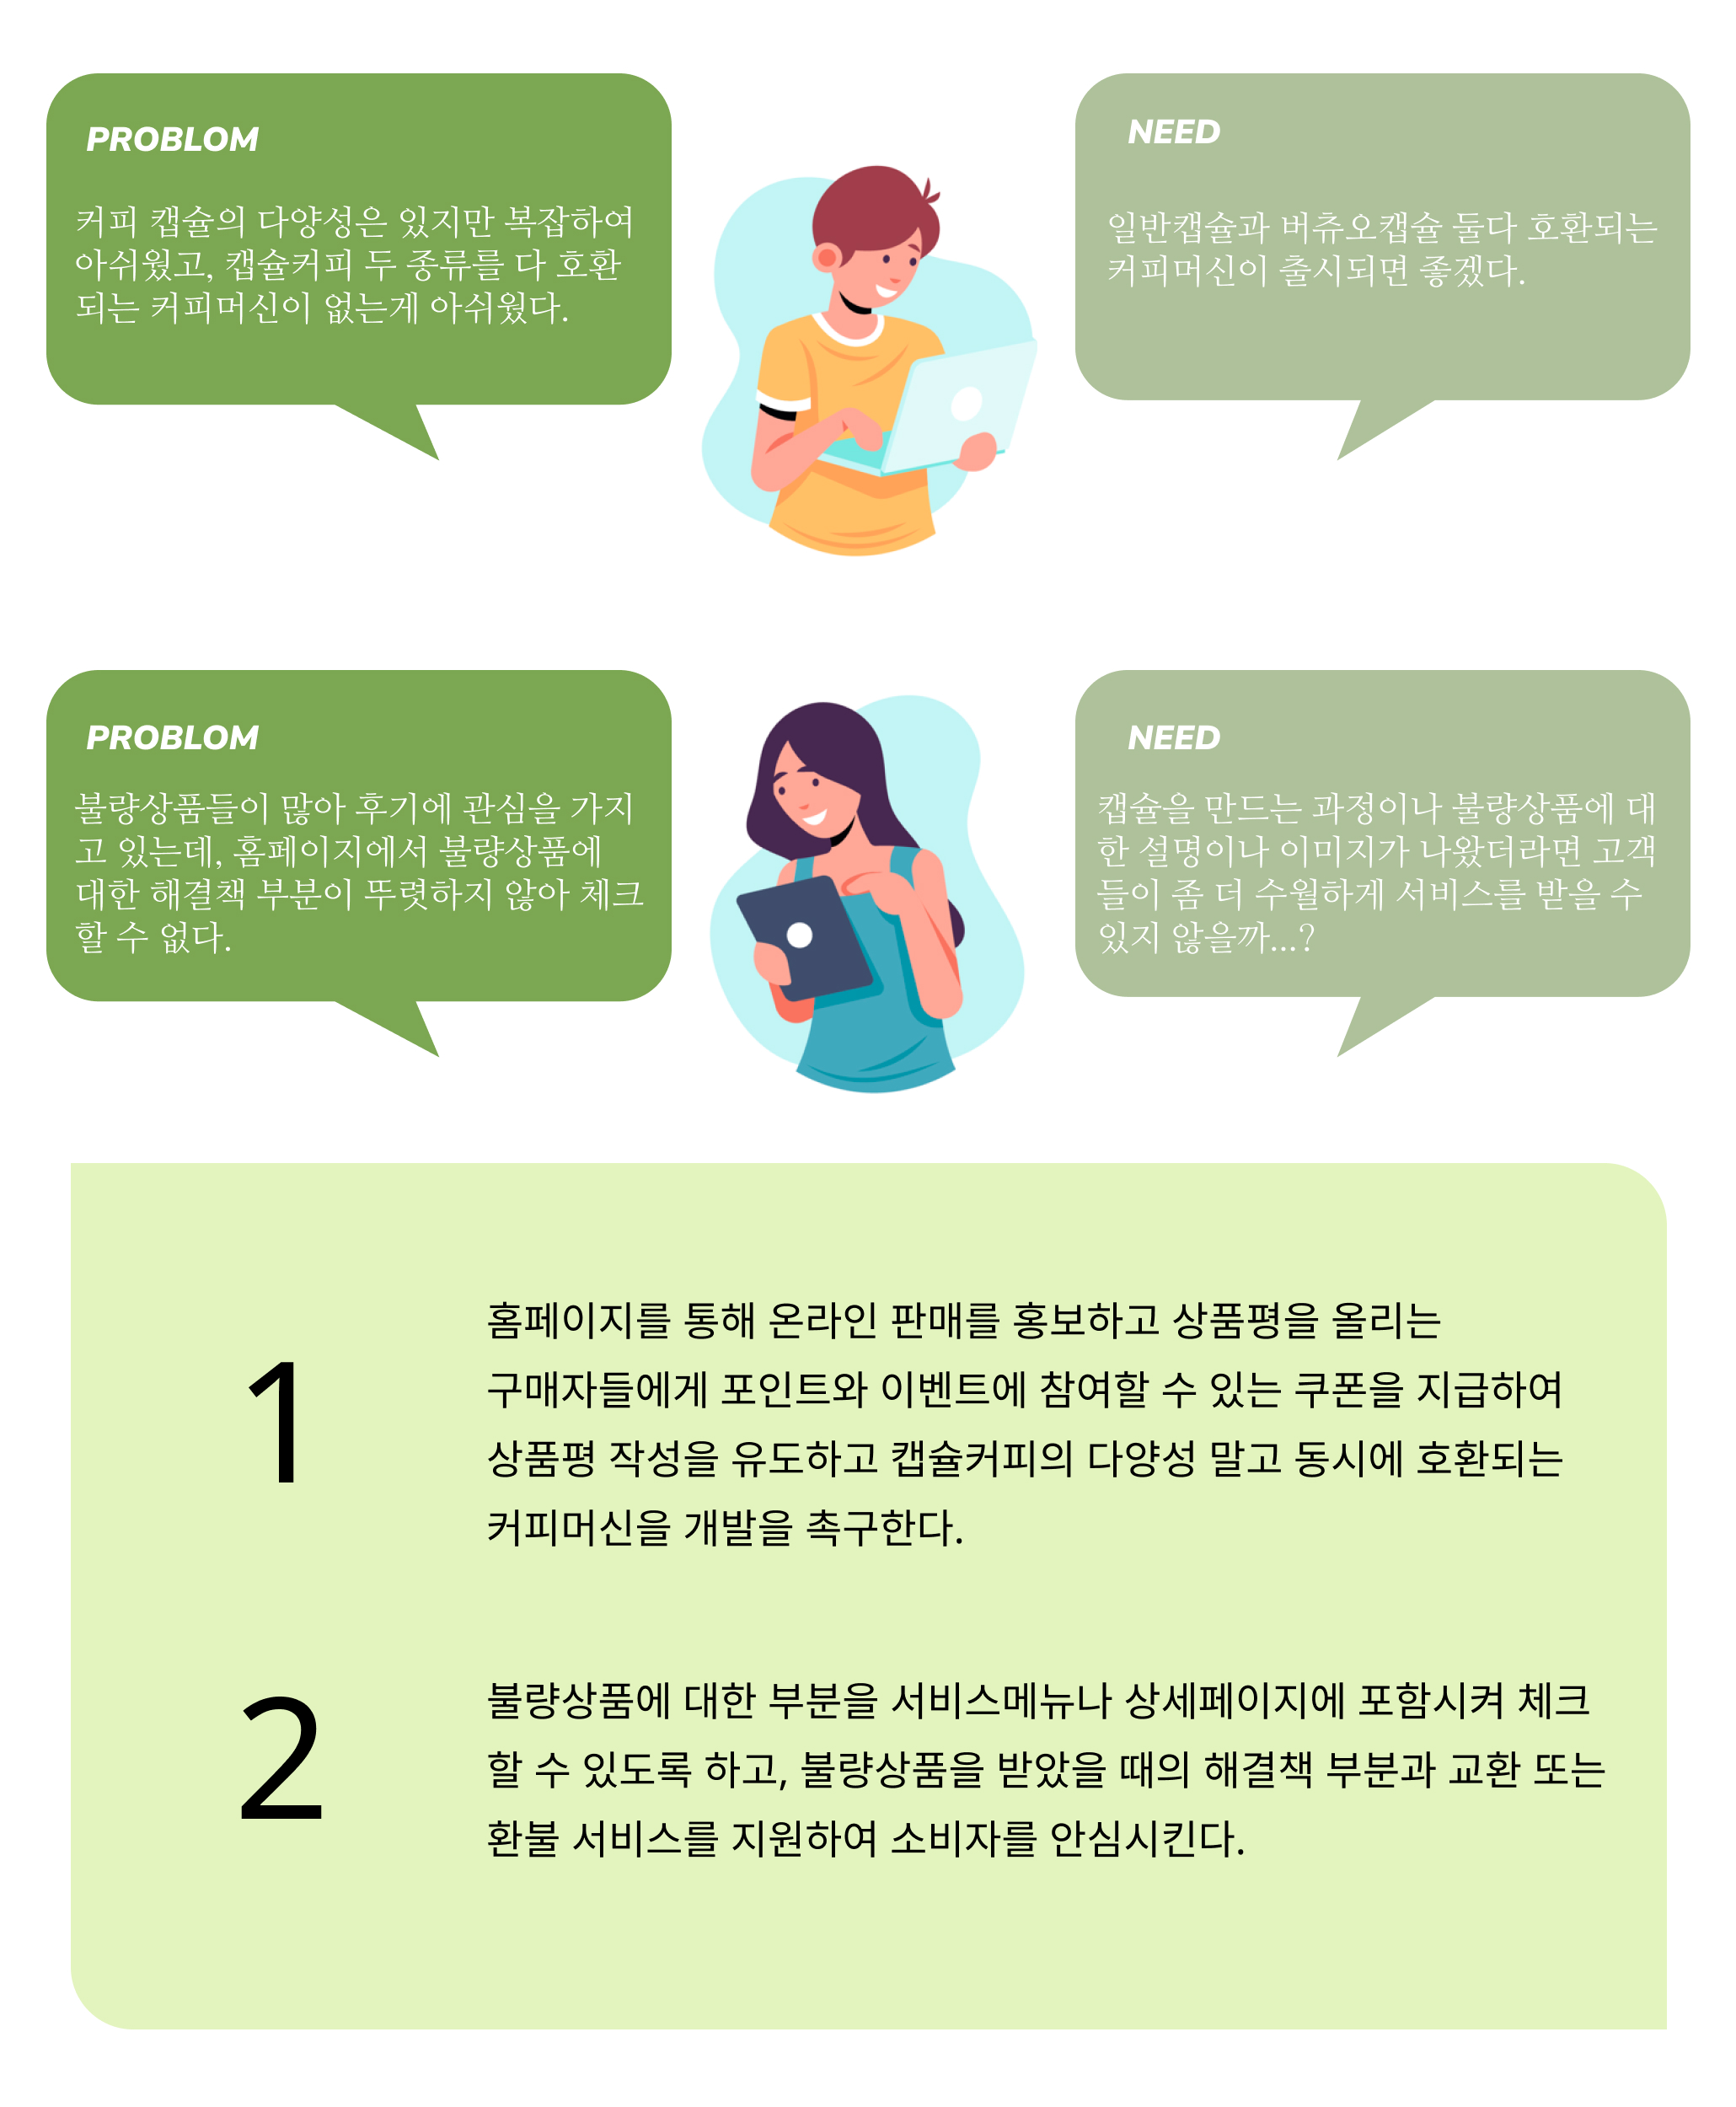 PROBLOM
커피 캡슐의 다양성은 있지만 복잡하여
아쉬웠고, 캡슐커피 두 종류를 다 호환
되는 커피머신이 없는게 아쉬웠다.
NEED
일반캡슐과 버츄오캡슐 둘다 호환되는
커피머신이 출시되면 좋겠다.
PROBLOM
불량상품들이 많아 후기에 관심을 가지
고 있는데, 홈페이지에서 불량상품에
대한 해결책 부분이 뚜렷하지 않아 체크
할 수 없다.
NEED
캡슐을 만드는 과정이나 불량상품에 대
한 설명이나 이미지가 나왔더라면 고객
들이 좀 더 수월하게 서비스를 받을 수
있지 않을까...?
1
홈페이지를 통해 온라인 판매를 홍보하고 상품평을 올리는
구매자들에게 포인트와 이벤트에 참여할 수 있는 쿠폰을 지급하여
상품평 작성을 유도하고 캡슐커피의 다양성 말고 동시에 호환되는
커피머신을 개발을 촉구한다.
2
불량상품에 대한 부분을 서비스메뉴나 상세페이지에 포함시켜 체크
할 수 있도록 하고, 불량상품을 받았을 때의 해결책 부분과 교환 또는
환불 서비스를 지원하여 소비자를 안심시킨다.